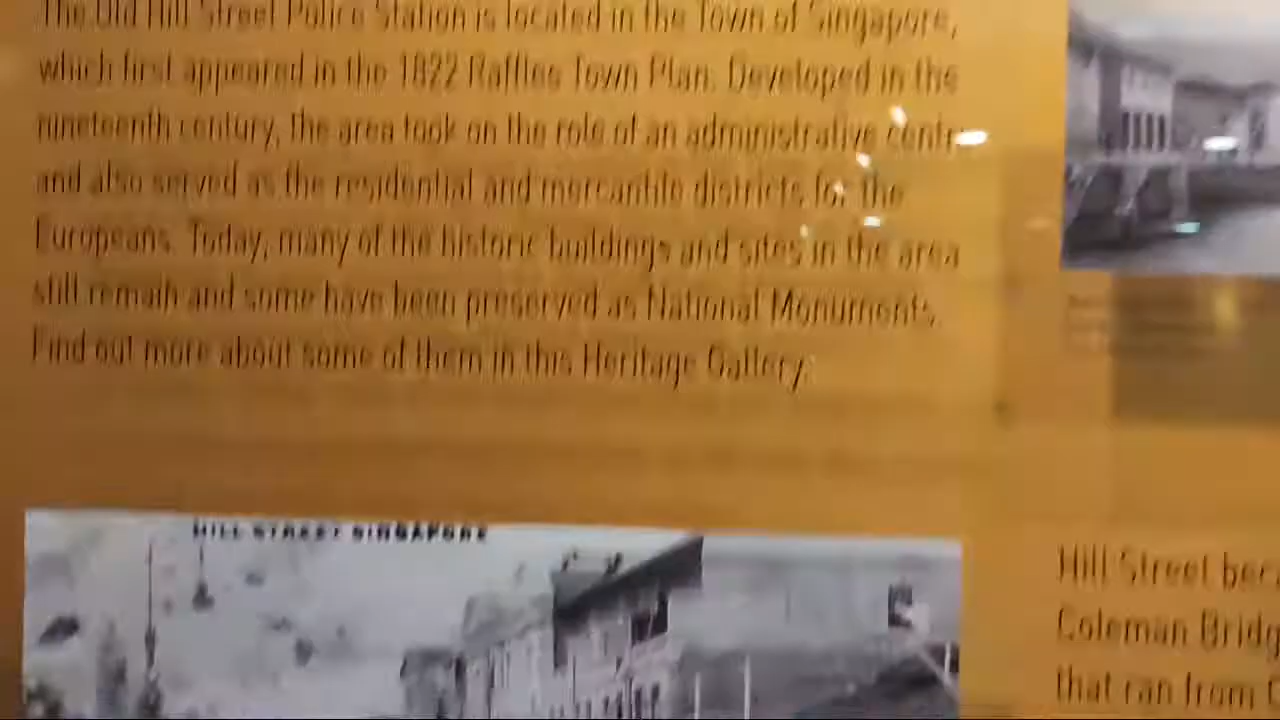 The Old Hill Street Police Station is located in the Town of Singapore,
which first appeared in the 1822 Raffles Town Plan. Developed in the
nineteenth century, the area took on the role of an administrative centr
and also served as the residential and mercantile districts for the
Europeans. Today, many of the historic buildings and sites in the area
still remain and some have been preserved as National Monuments.
Find out more about some of them in this Heritage Gallery.
HILL STREET SINGAPORE
Hill Street bec
Coleman Bridg
that ran from